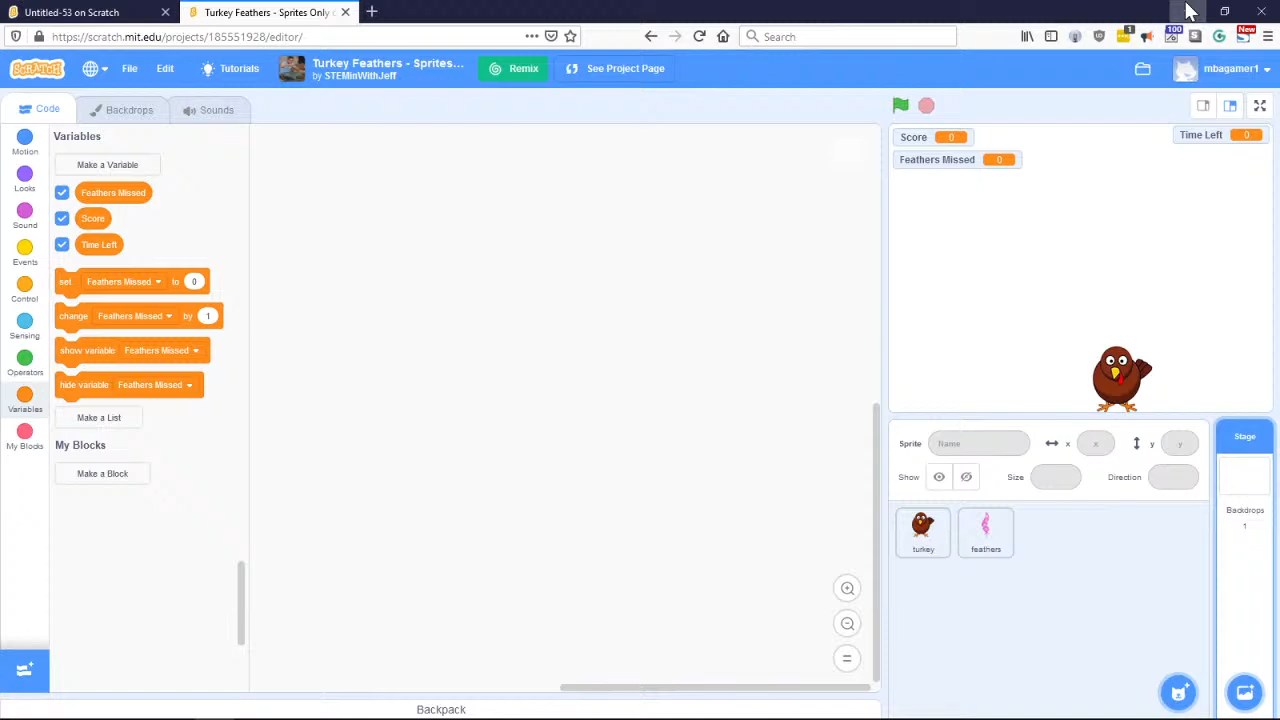 Untitled-53 on Scratch
Turkey Feathers - Sprites Only o
https://scratch.mit.edu/projects/185551928/editor/
Search
1
100
New
SCRATCH
File
Edit
Tutorials
Turkey Feathers - Sprites...
by STEMinWithJeff
Remix
See Project Page
mbagamer1
Code
Backdrops
Sounds
Motion
Looks
Sound
Events
Control
Sensing
Operators
Variables
My Blocks
Variables
Make a Variable
Feathers Missed
Score
Time Left
set Feathers Missed to 0
change Feathers Missed by 1
show variable Feathers Missed
hide variable Feathers Missed
Make a List
My Blocks
Make a Block
Score 0
Time Left 0
Feathers Missed 0
Sprite Name x x y y
Show Size Direction
turkey
feathers
Stage
Backdrops
1
Backpack